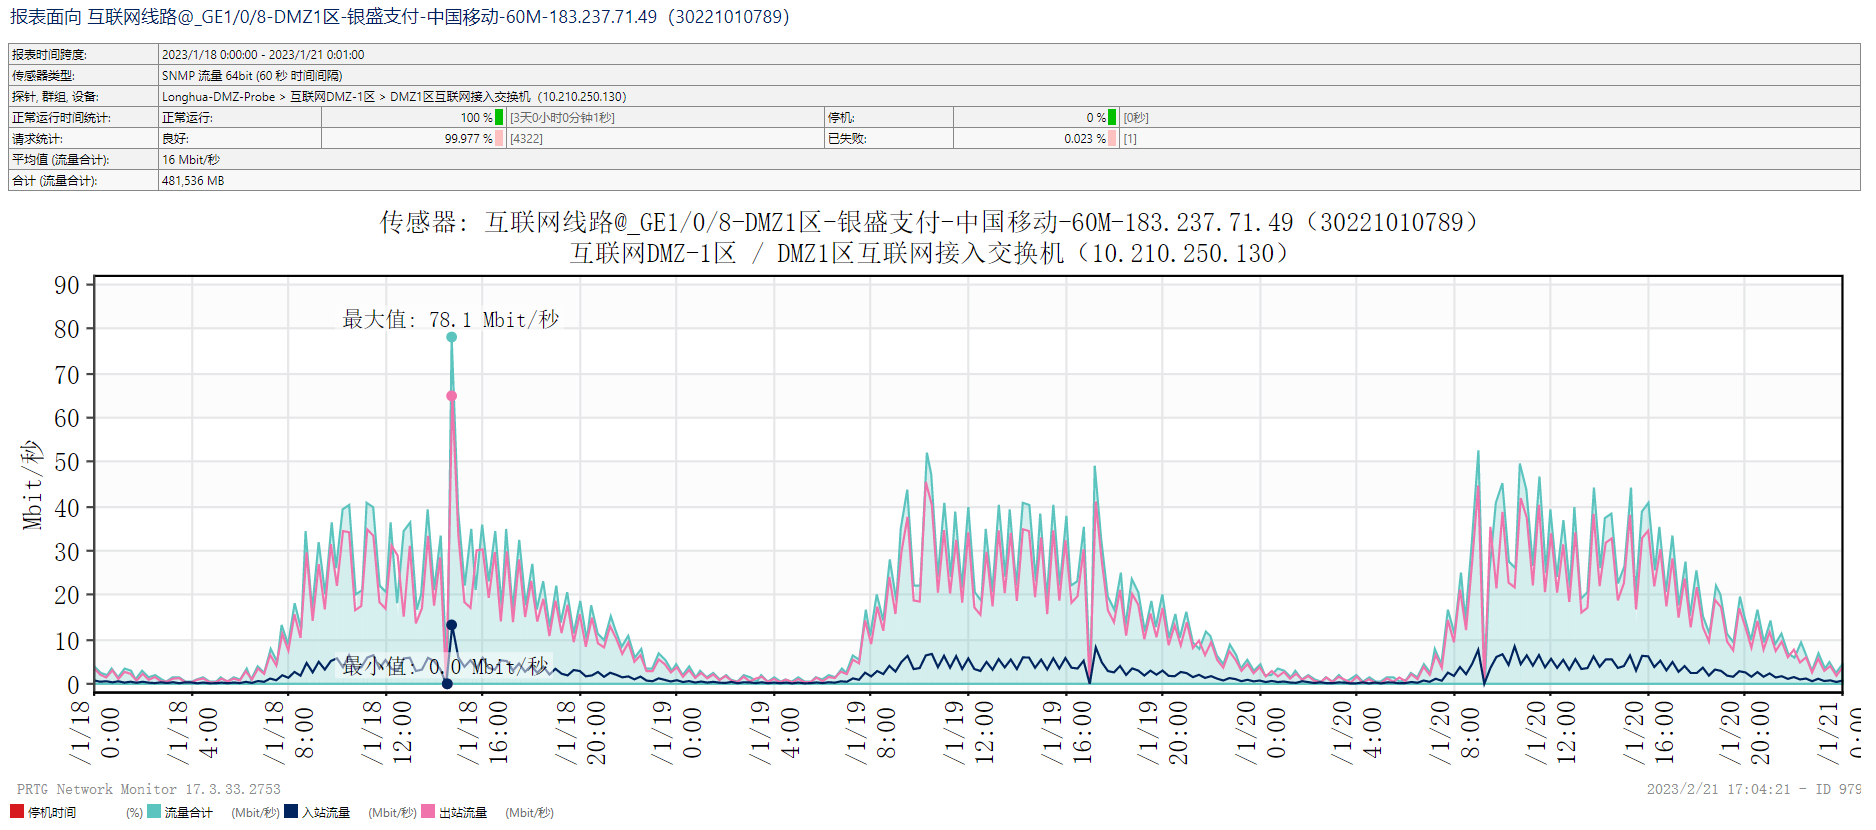 报表面向 互联网线路@_GE1/0/8-DMZ1区-银盛支付-中国移动-60M-183.237.71.49（30221010789）
报表时间跨度: 2023/1/18 0:00:00 - 2023/1/21 0:01:00
传感器类型: SNMP 流量 64bit (60 秒 时间间隔)
探针, 群组, 设备: Longhua-DMZ-Probe > 互联网DMZ-1区 > DMZ1区互联网接入交换机（10.210.250.130）
正常运行时间统计: 正常运行: 100 % [3天0小时0分钟1秒] 停机: 0 % [0秒]
请求统计: 良好: 99.977 % [4322] 已失败: 0.023 % [1]
平均值 (流量合计): 16 Mbit/秒
合计 (流量合计): 481,536 MB
传感器: 互联网线路@_GE1/0/8-DMZ1区-银盛支付-中国移动-60M-183.237.71.49（30221010789）
互联网DMZ-1区 / DMZ1区互联网接入交换机（10.210.250.130）
90
80
70
60
50
40
30
20
10
0
Mbit/秒
最大值: 78.1 Mbit/秒
最小值: 0.0 Mbit/秒
/1/18 0:00
/1/18 4:00
/1/18 8:00
/1/18 12:00
/1/18 16:00
/1/18 20:00
/1/19 0:00
/1/19 4:00
/1/19 8:00
/1/19 12:00
/1/19 16:00
/1/19 20:00
/1/20 0:00
/1/20 4:00
/1/20 8:00
/1/20 12:00
/1/20 16:00
/1/20 20:00
/1/21 0:00
PRTG Network Monitor 17.3.33.2753
2023/2/21 17:04:21 - ID 979
停机时间 (%) 流量合计 (Mbit/秒) 入站流量 (Mbit/秒) 出站流量 (Mbit/秒)